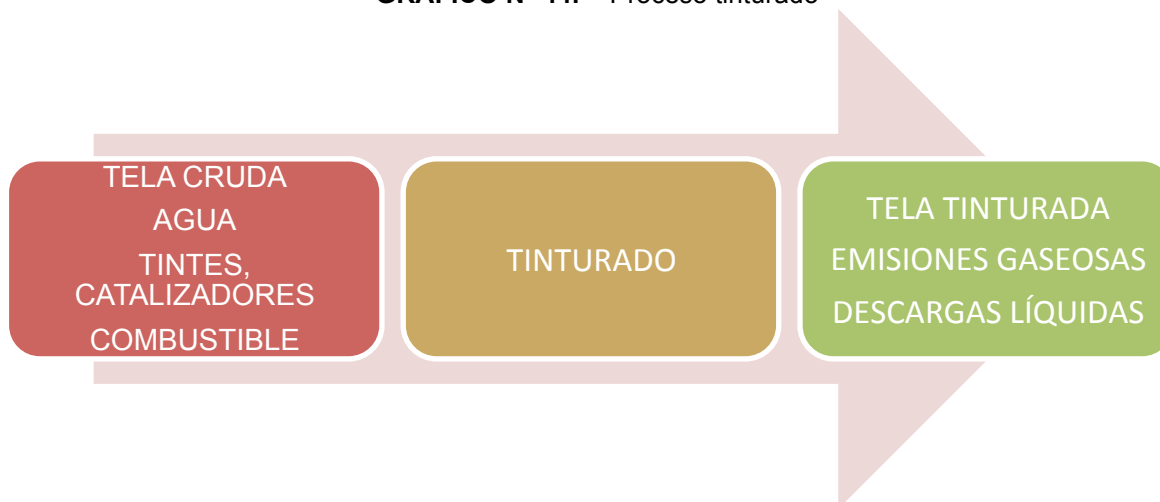 Proceso tinturado
TELA CRUDA
AGUA
TINTES,
CATALIZADORES
COMBUSTIBLE
TINTURADO
TELA TINTURADA
EMISIONES GASEOSAS
DESCARGAS LÍQUIDAS